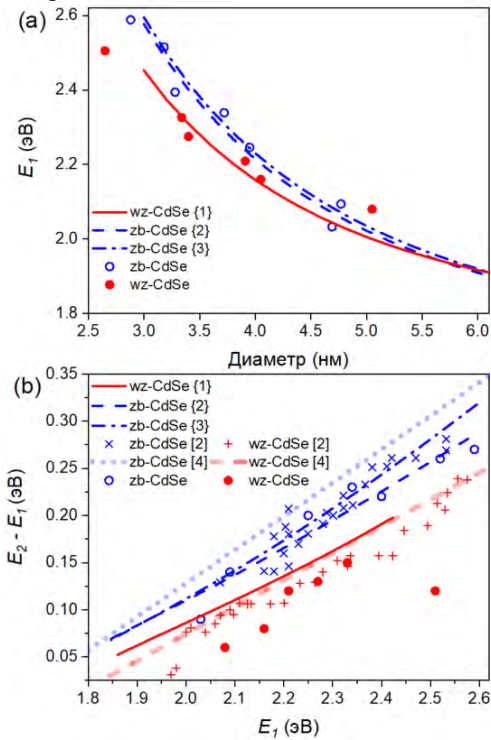 (a)
2.6
2.4
2.2
2.0
1.8
E₁ (эВ)
wz-CdSe {1}
zb-CdSe {2}
zb-CdSe {3}
zb-CdSe
wz-CdSe
2.5 3.0 3.5 4.0 4.5 5.0 5.5 6.0
Диаметр (нм)
(b)
0.35
0.30
0.25
0.20
0.15
0.10
0.05
E₂ - E₁ (эВ)
wz-CdSe {1}
zb-CdSe {2}
zb-CdSe {3}
zb-CdSe [2] wz-CdSe [2]
zb-CdSe [4] wz-CdSe [4]
zb-CdSe wz-CdSe
1.8 1.9 2.0 2.1 2.2 2.3 2.4 2.5 2.6
E₁ (эВ)